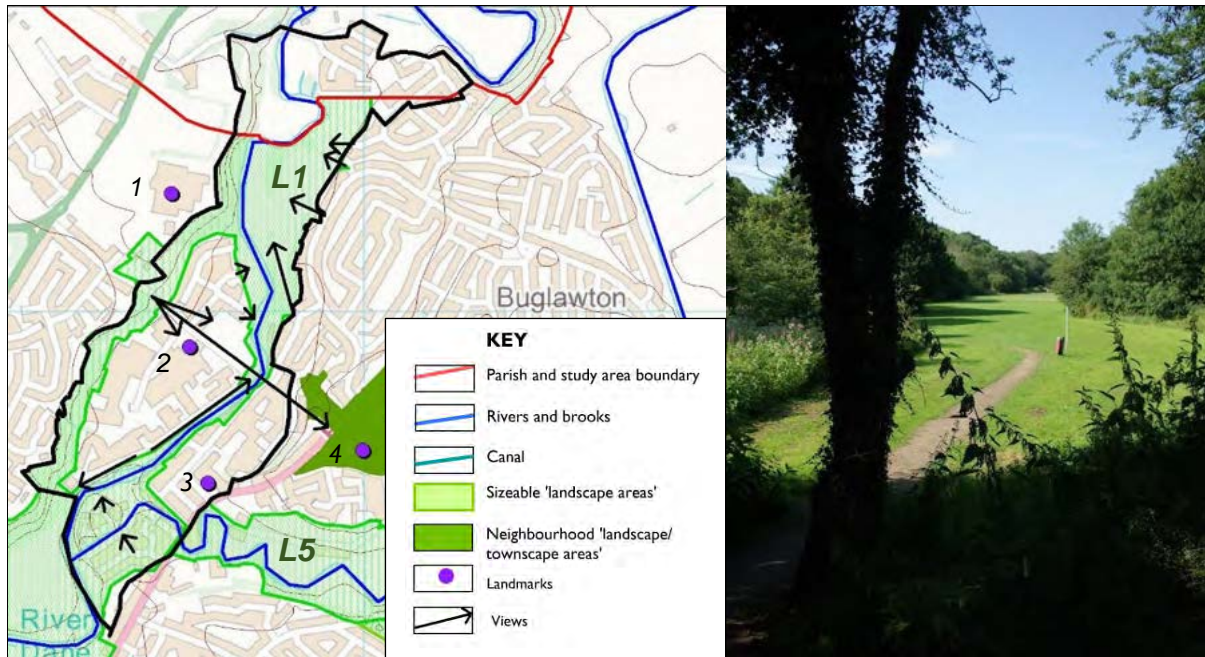 L1
1
Buglawton
2
3
4
L5
River
Dane
KEY
Parish and study area boundary
Rivers and brooks
Canal
Sizeable 'landscape areas'
Neighbourhood 'landscape/
townscape areas'
Landmarks
Views